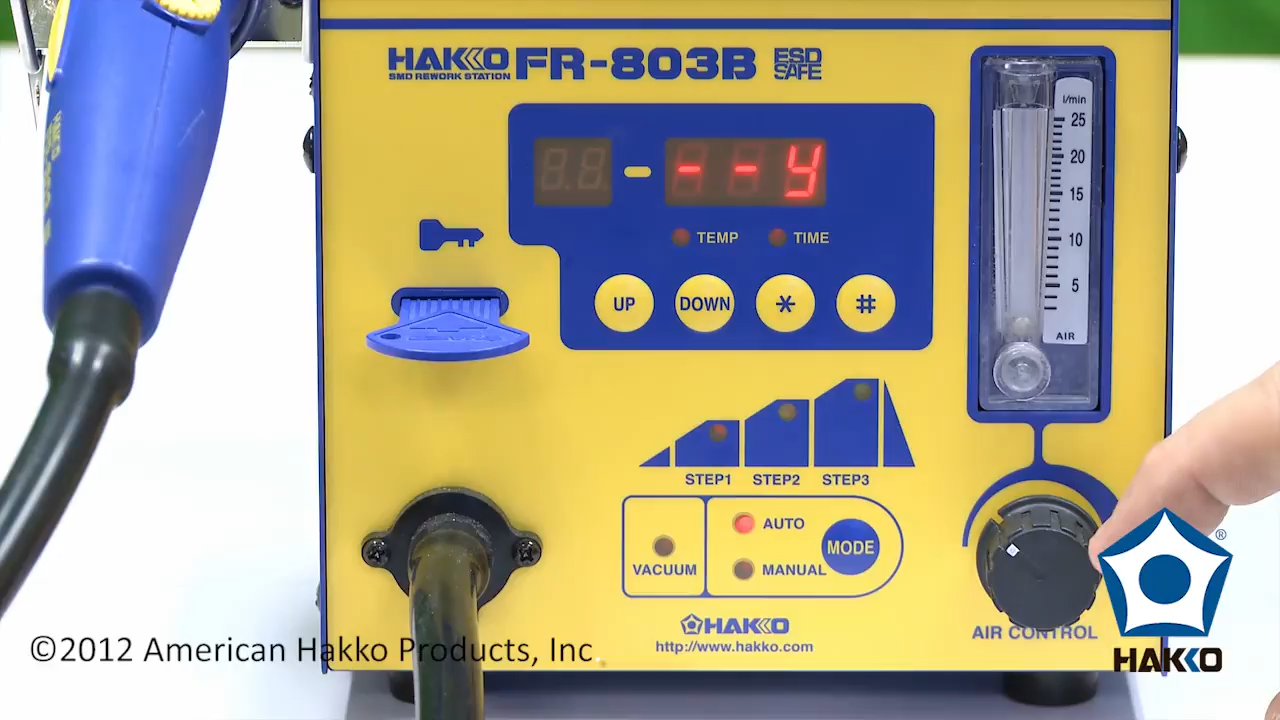 HAKKO FR-803B ESD SAFE
SMD REWORK STATION
l/min
25
20
15
10
5
AIR
- - - y
TEMP TIME
UP DOWN * #
STEP1 STEP2 STEP3
VACUUM
AUTO
MANUAL
MODE
HAKKO
http://www.hakko.com
AIR CONTROL
©2012 American Hakko Products, Inc.
®
HAKKO
HAKKO